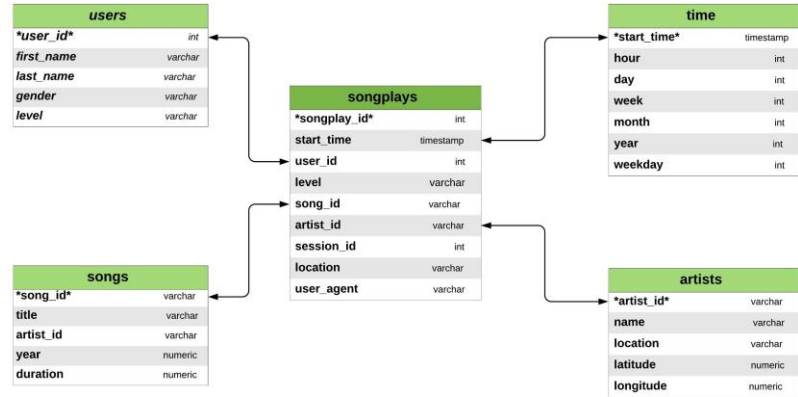 users
*user_id* int
first_name varchar
last_name varchar
gender varchar
level varchar
songplays
*songplay_id* int
start_time timestamp
user_id int
level varchar
song_id varchar
artist_id varchar
session_id int
location varchar
user_agent varchar
time
*start_time* timestamp
hour int
day int
week int
month int
year int
weekday int
songs
*song_id* varchar
title varchar
artist_id varchar
year numeric
duration numeric
artists
*artist_id* varchar
name varchar
location varchar
latitude numeric
longitude numeric